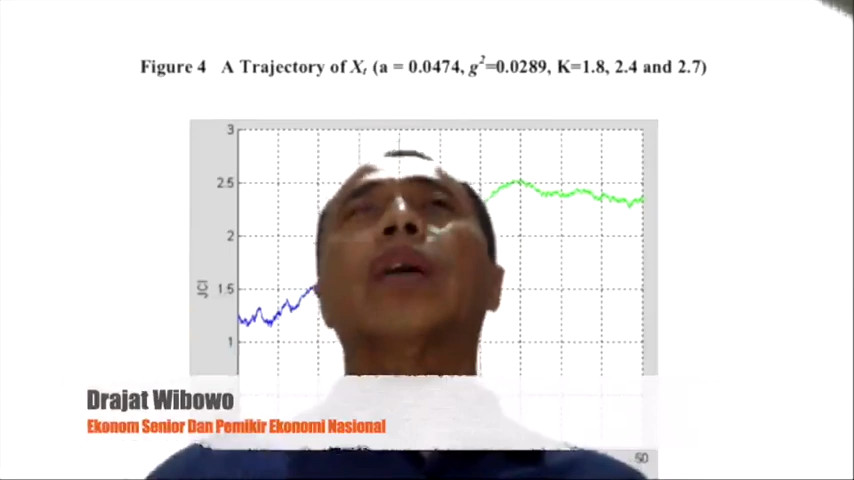 Figure 4 A Trajectory of Xt (a = 0.0474, g²=0.0289, K=1.8, 2.4 and 2.7)
3
2.5
2
1.5
1
JCI
50
Drajat Wibowo
Ekonom Senior Dan Pemikir Ekonomi Nasional